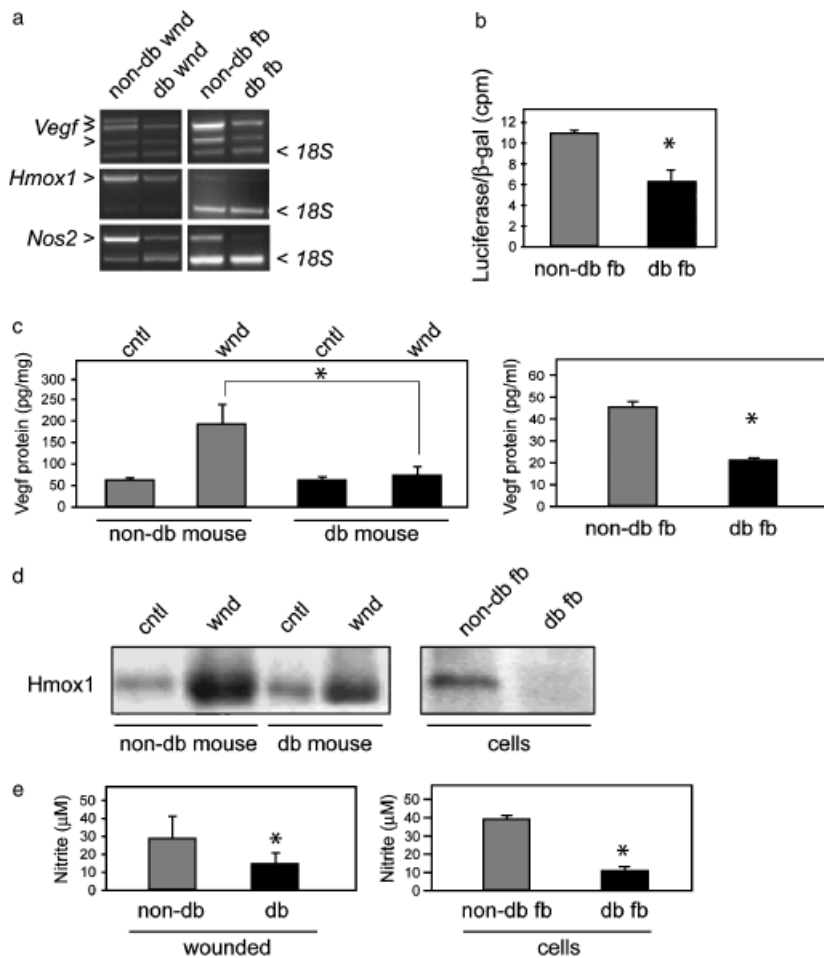 a
non-db wnd
db wnd
non-db fb
db fb
Vegf
< 18S
Hmox1 >
< 18S
Nos2 >
< 18S
b
Luciferase/β-gal (cpm)
12
10
8
6
4
2
0
*
non-db fb
db fb
c
cntl
wnd
cntl
wnd
Vegf protein (pg/mg)
300
250
200
150
100
50
0
*
non-db mouse
db mouse
Vegf protein (pg/ml)
60
50
40
30
20
10
0
*
non-db fb
db fb
d
cntl
wnd
cntl
wnd
non-db fb
db fb
Hmox1
non-db mouse
db mouse
cells
e
Nitrite (μM)
50
40
30
20
10
0
*
non-db
db
wounded
Nitrite (μM)
50
40
30
20
10
0
*
non-db fb
db fb
cells